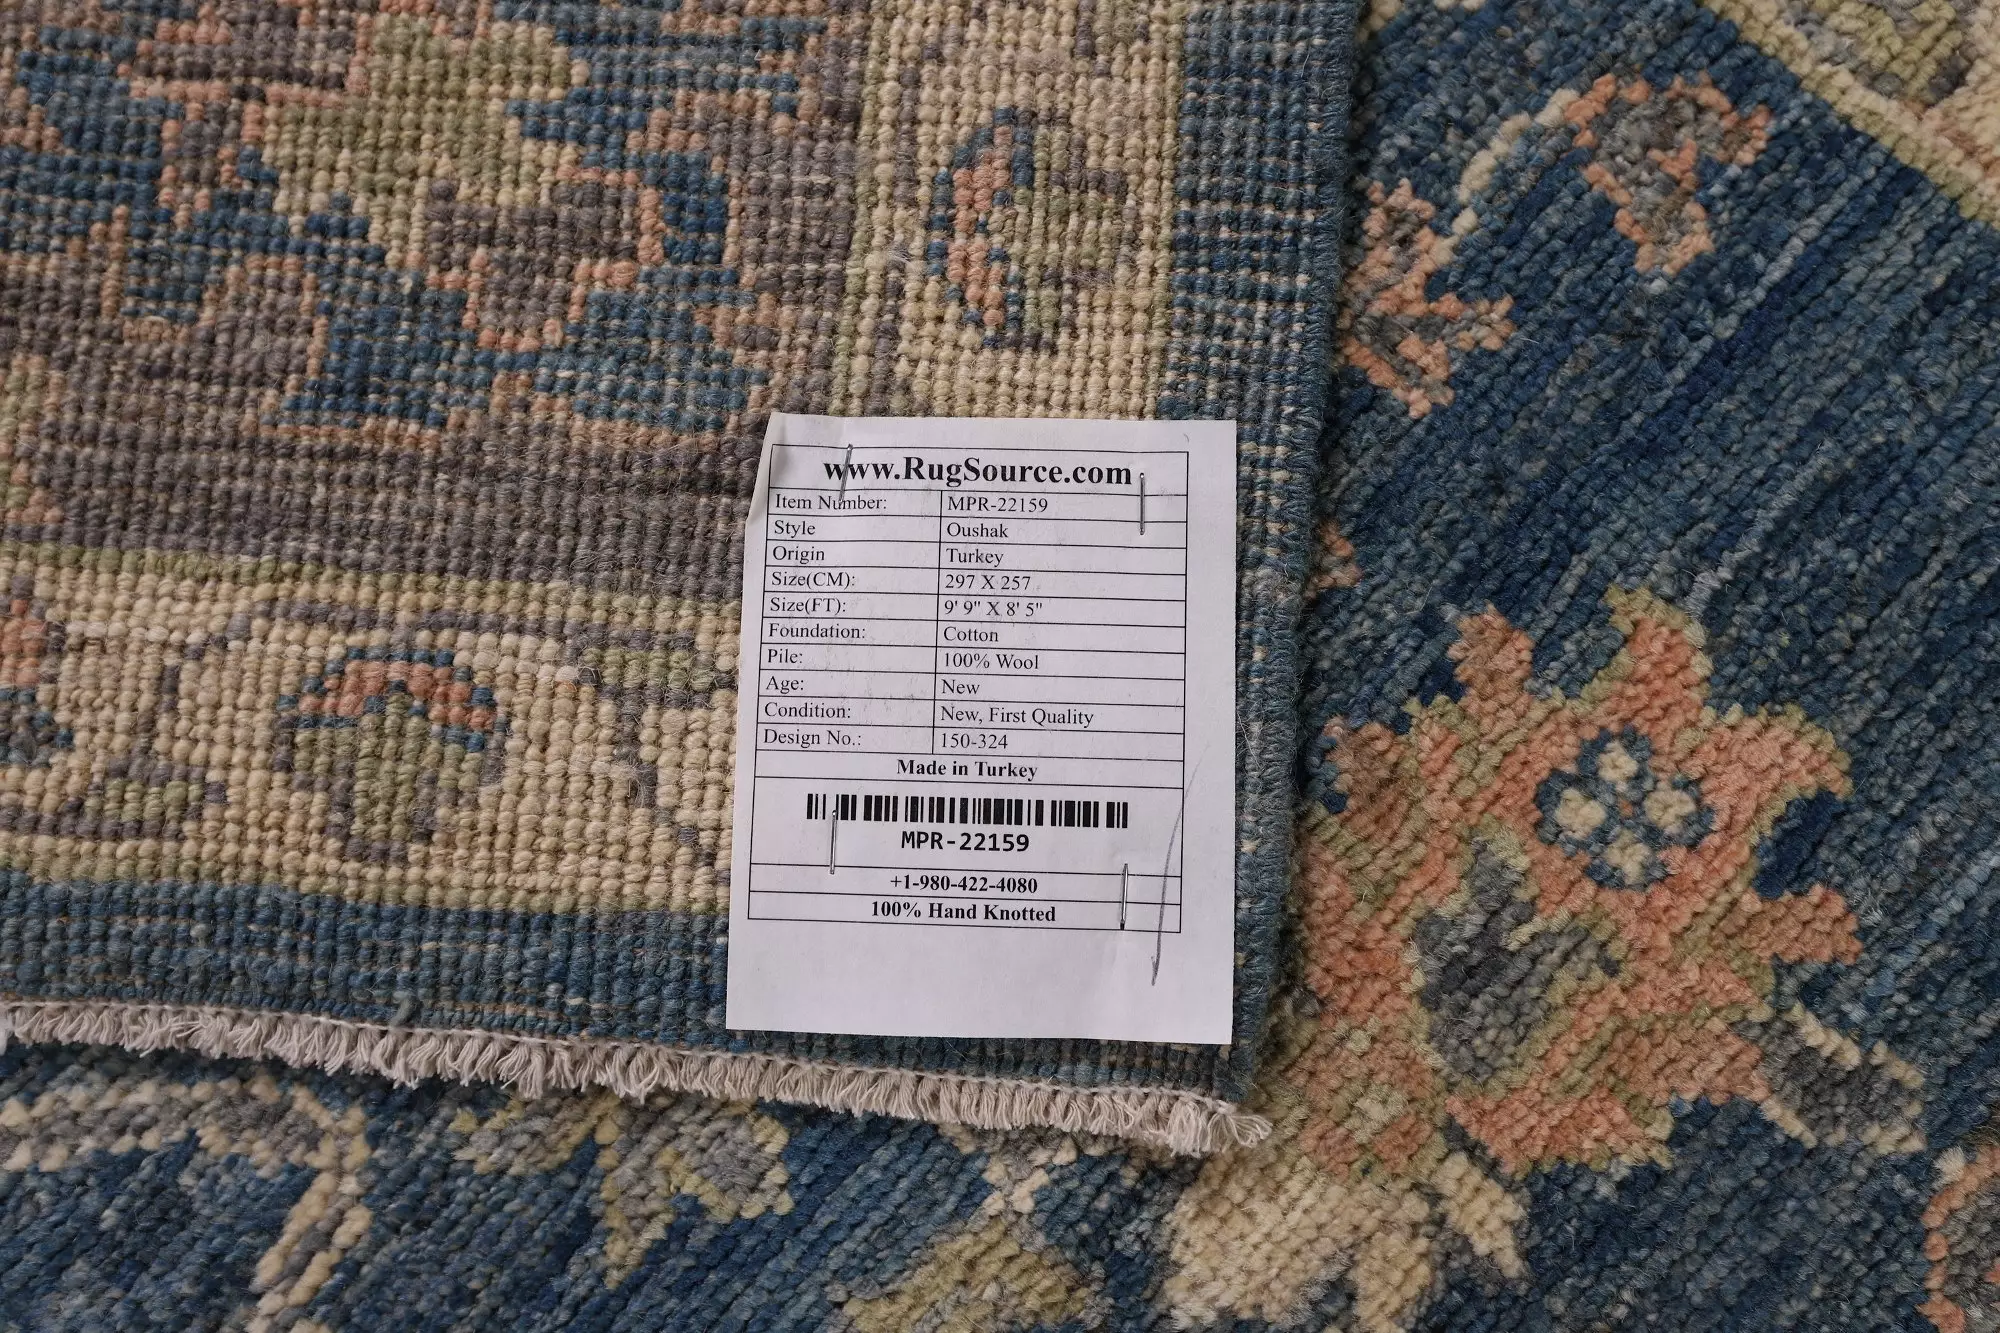 www.RugSource.com
Item Number: MPR-22159
Style Oushak
Origin Turkey
Size(CM): 297 X 257
Size(FT): 9' 9" X 8' 5"
Foundation: Cotton
Pile: 100% Wool
Age: New
Condition: New, First Quality
Design No.: 150-324
Made in Turkey
MPR-22159
+1-980-422-4080
100% Hand Knotted